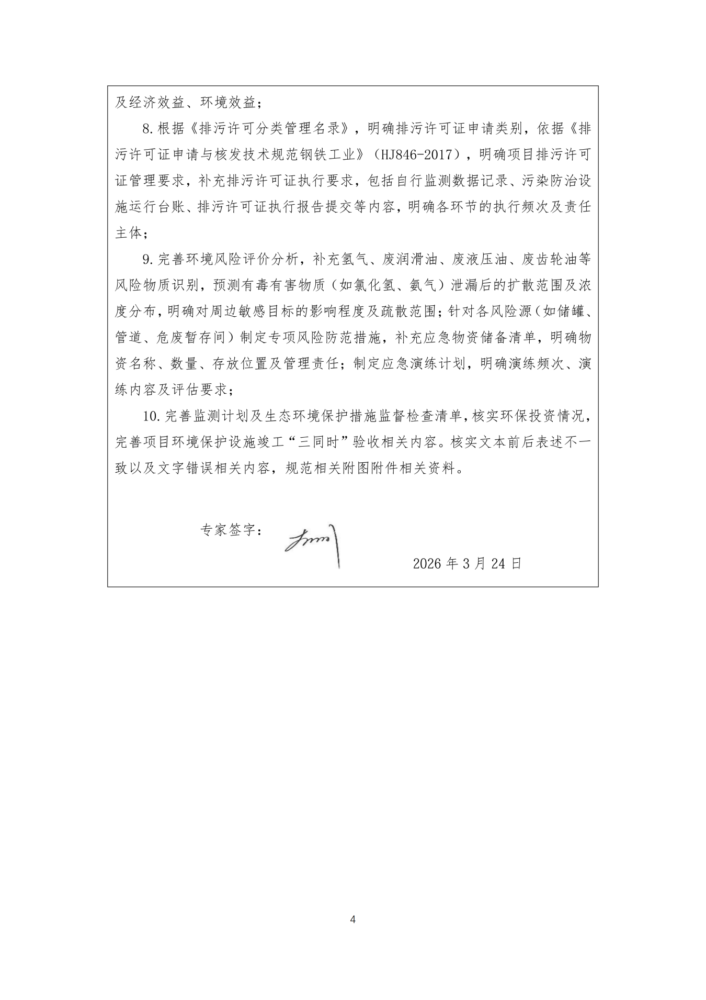 及经济效益、环境效益；
8.根据《排污许可分类管理名录》，明确排污许可证申请类别，依据《排
污许可证申请与核发技术规范钢铁工业》（HJ846-2017），明确项目排污许可
证管理要求，补充排污许可证执行要求，包括自行监测数据记录、污染防治设
施运行台账、排污许可证执行报告提交等内容，明确各环节的执行频次及责任
主体；
9.完善环境风险评价分析，补充氢气、废润滑油、废液压油、废齿轮油等
风险物质识别，预测有毒有害物质（如氯化氢、氨气）泄漏后的扩散范围及浓
度分布，明确对周边敏感目标的影响程度及疏散范围；针对各风险源（如储罐、
管道、危废暂存间）制定专项风险防范措施，补充应急物资储备清单，明确物
资名称、数量、存放位置及管理责任；制定应急演练计划，明确演练频次、演
练内容及评估要求；
10.完善监测计划及生态环境保护措施监督检查清单，核实环保投资情况，
完善项目环境保护设施竣工“三同时”验收相关内容。核实文本前后表述不一
致以及文字错误相关内容，规范相关附图附件相关资料。
专家签字：
2026 年 3 月 24 日
4